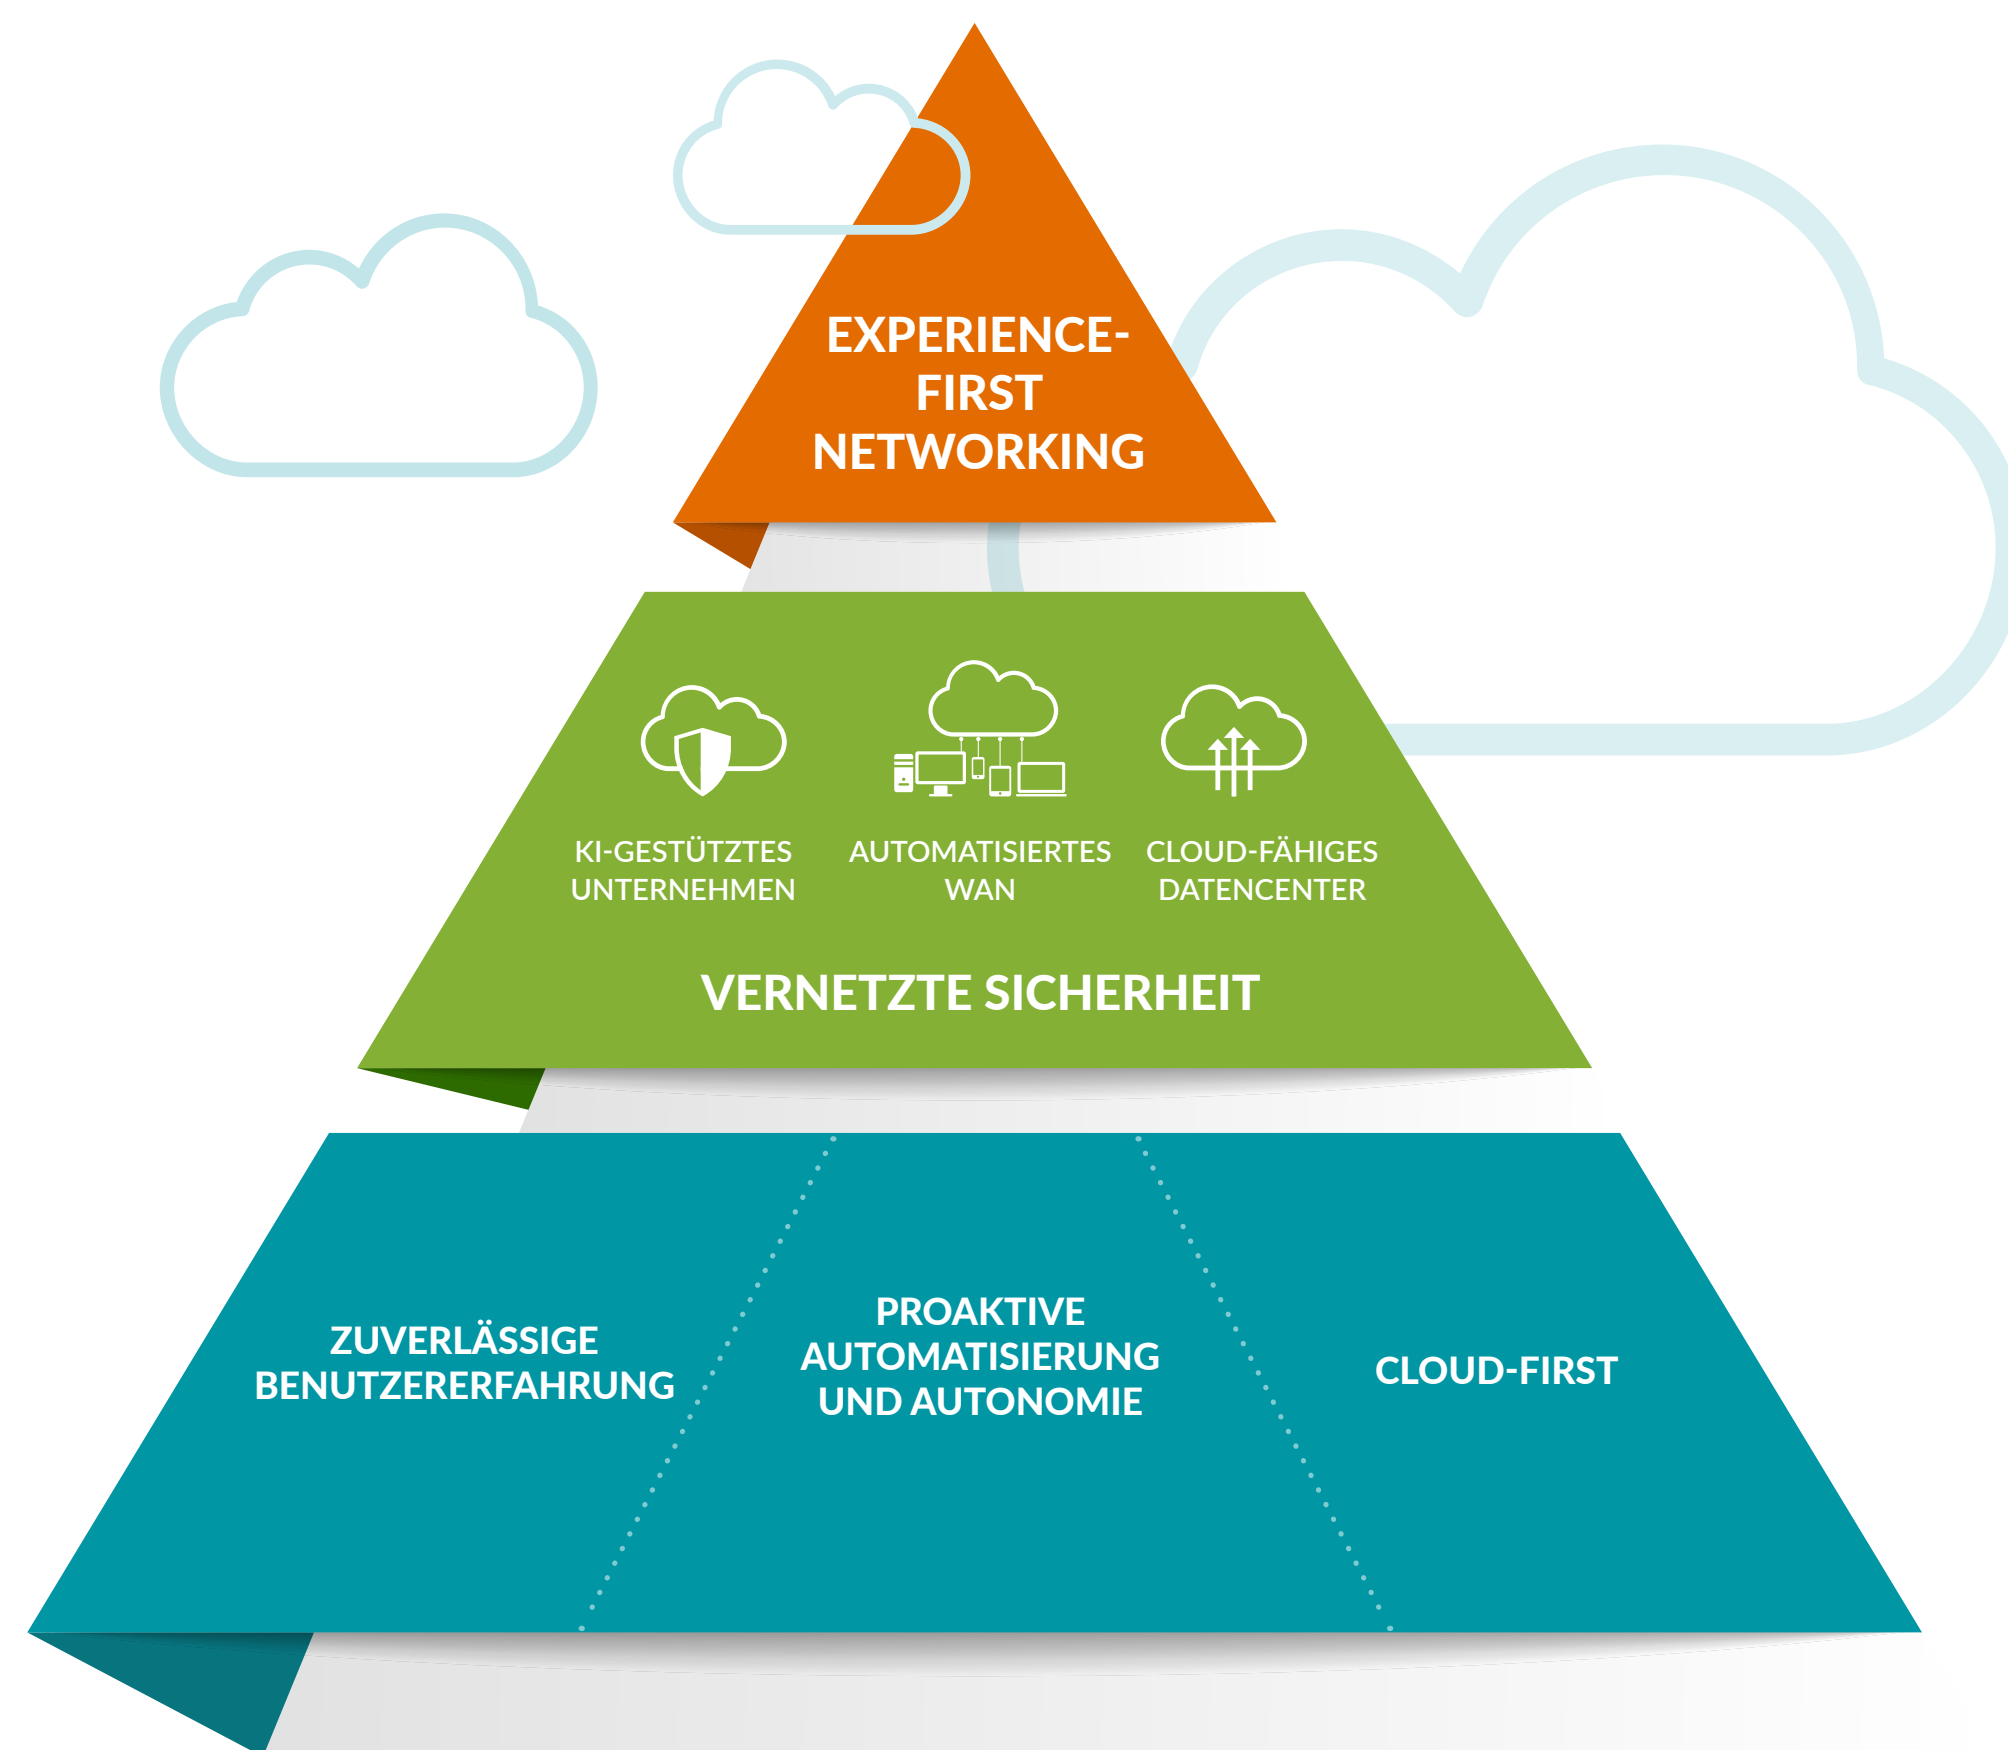 EXPERIENCE-
FIRST
NETWORKING
KI-GESTÜTZTES
UNTERNEHMEN
AUTOMATISIERTES
WAN
CLOUD-FÄHIGES
DATENCENTER
VERNETZTE SICHERHEIT
ZUVERLÄSSIGE
BENUTZERERFAHRUNG
PROAKTIVE
AUTOMATISIERUNG
UND AUTONOMIE
CLOUD-FIRST